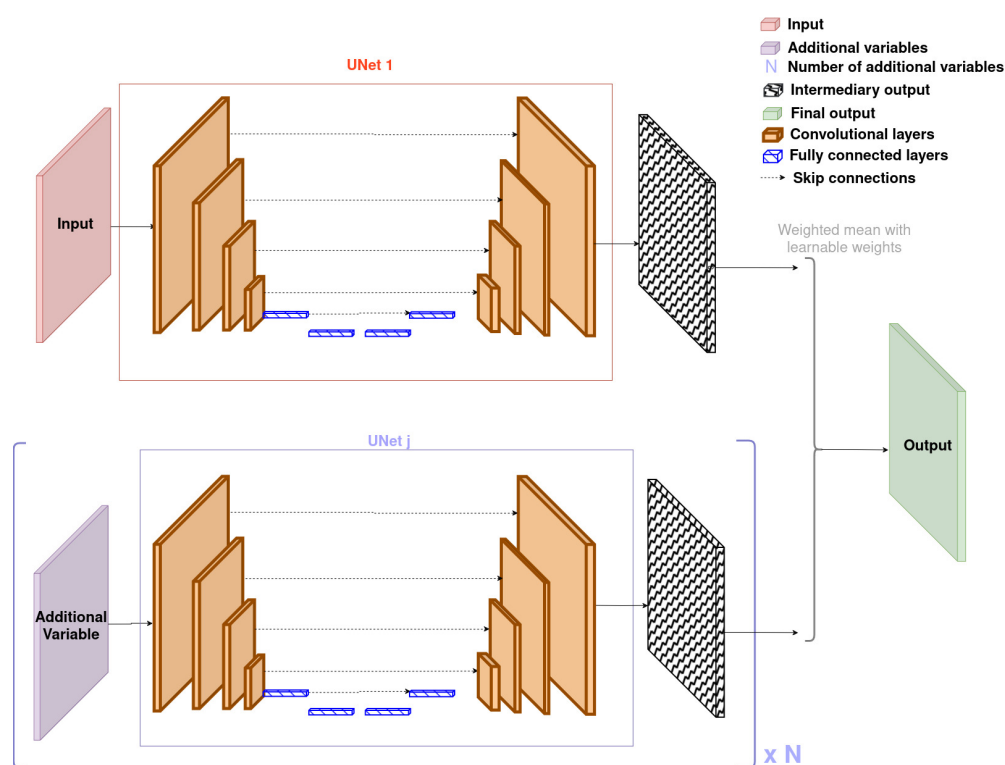 Input
Additional variables
N Number of additional variables
Intermediary output
Final output
Convolutional layers
Fully connected layers
Skip connections
UNet 1
Input
Weighted mean with
learnable weights
Output
UNet j
Additional
Variable
x N